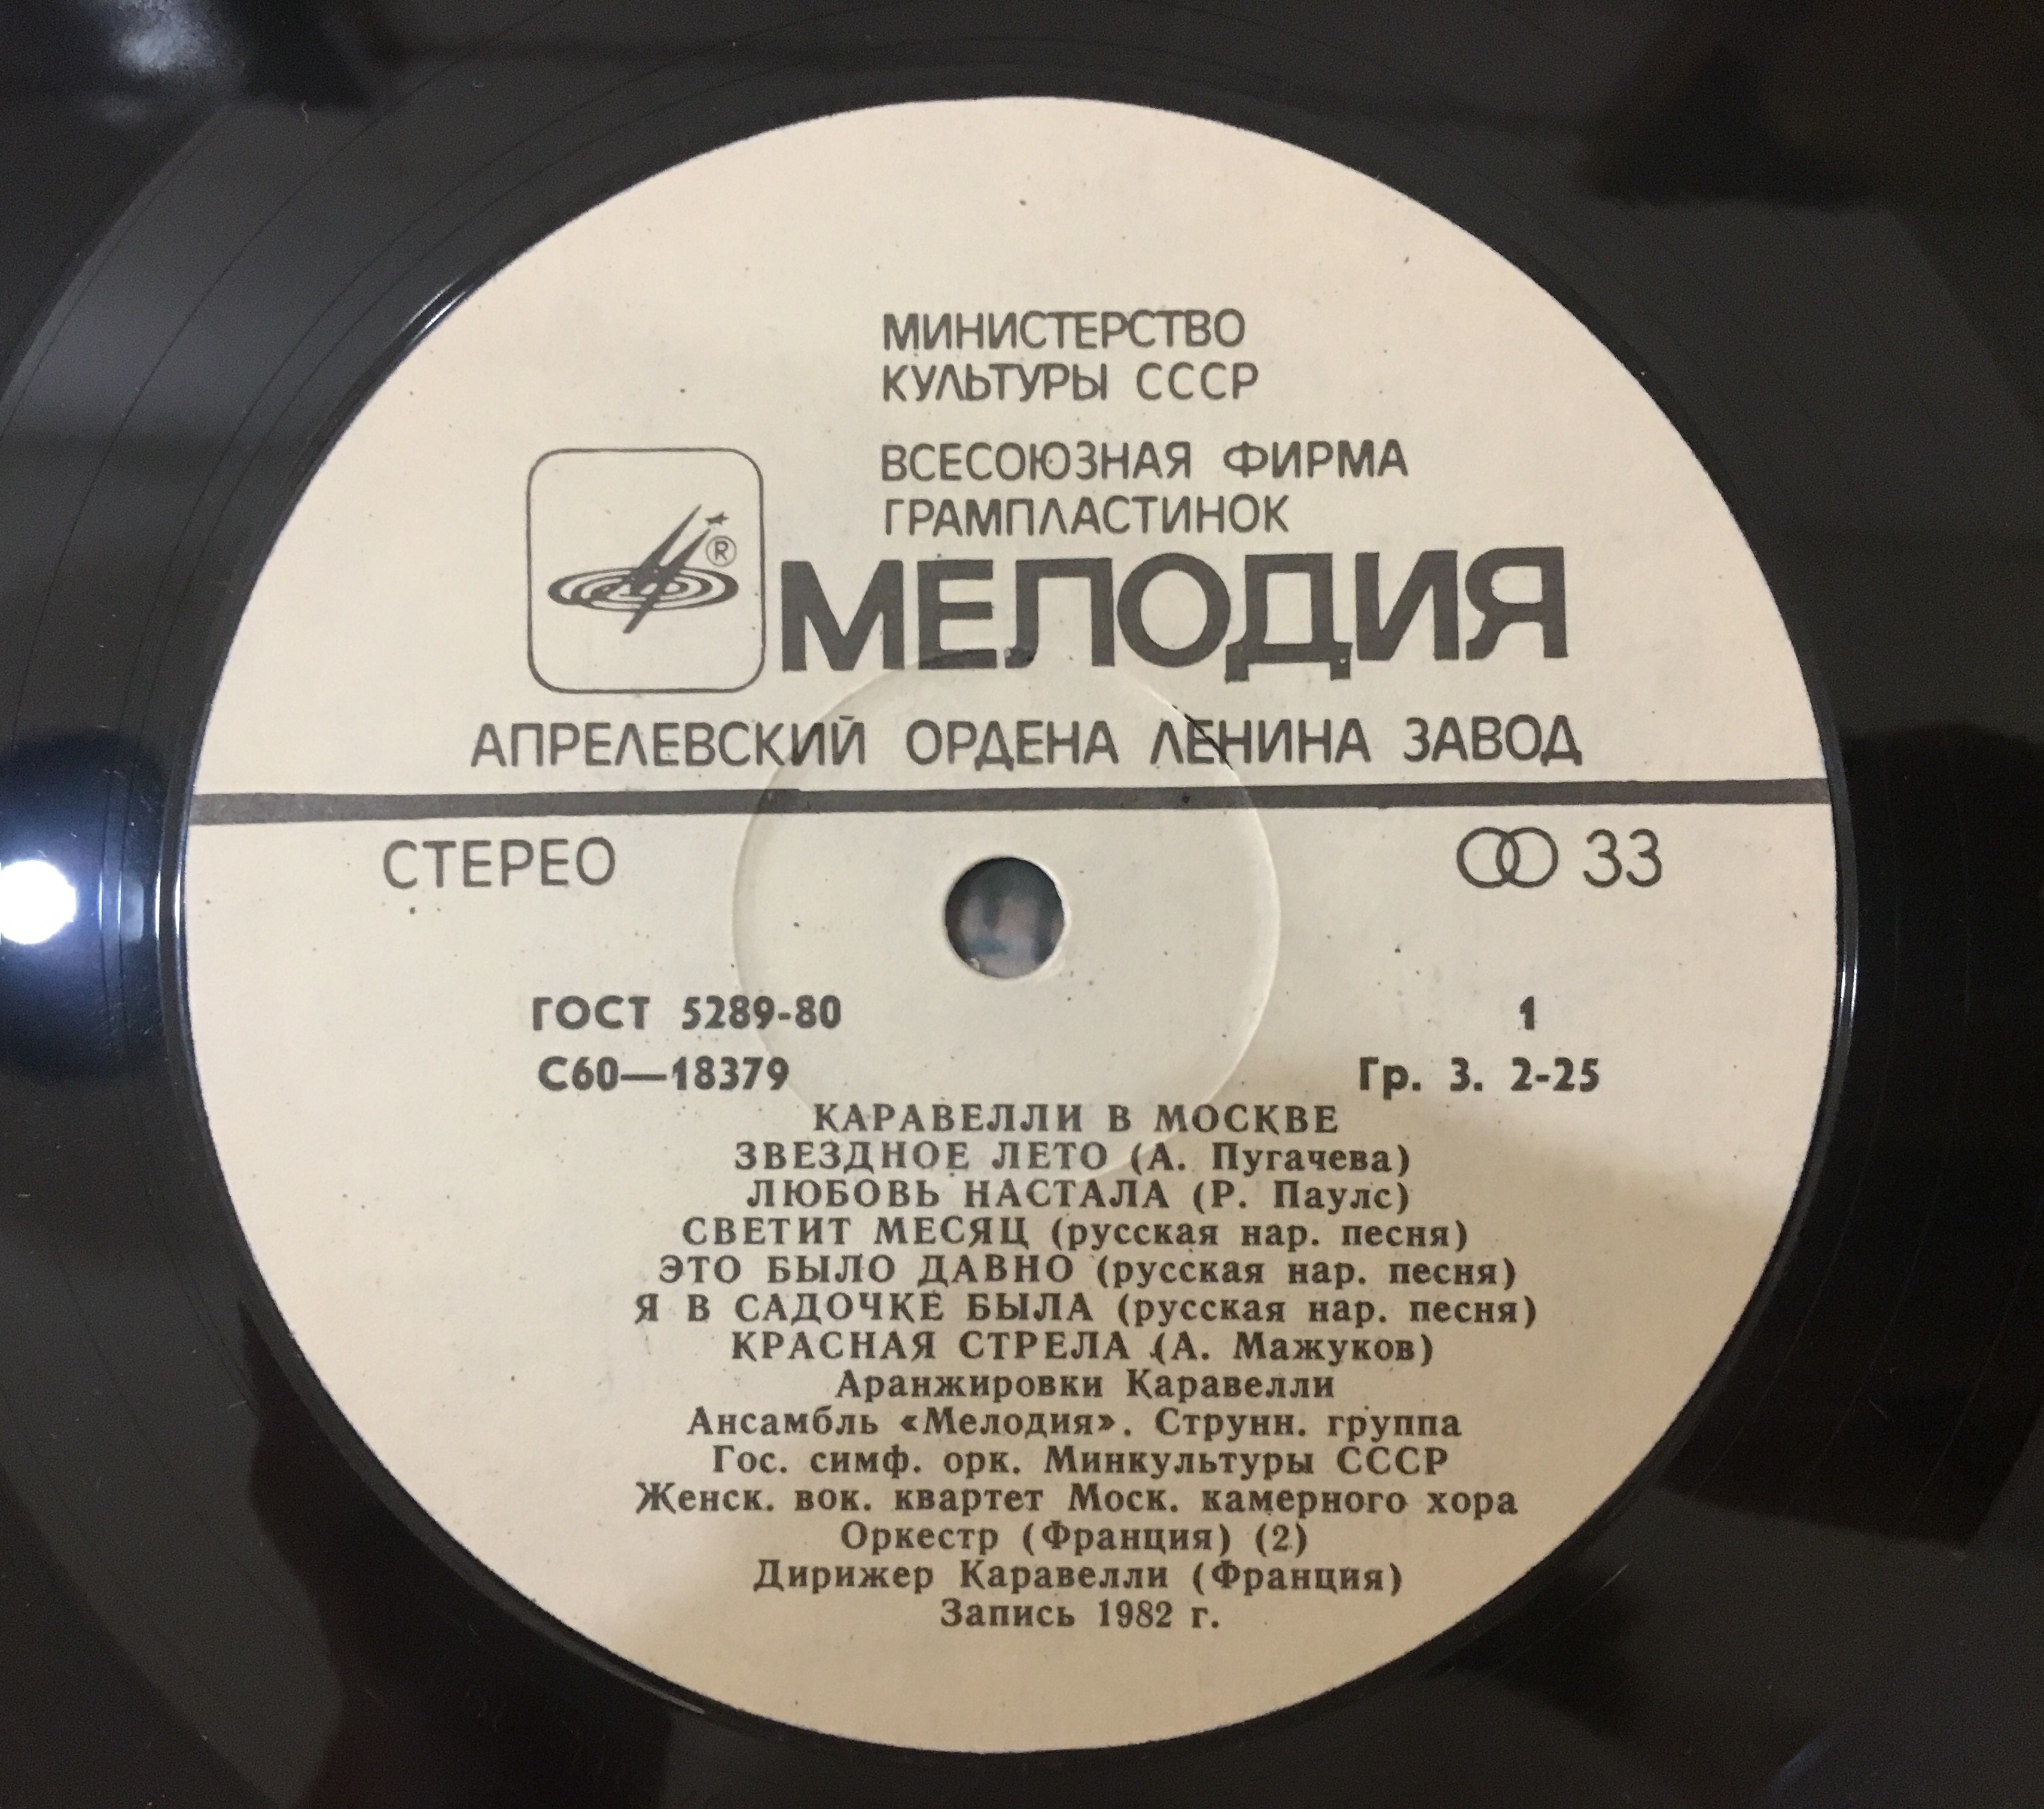 МИНИСТЕРСТВО
КУЛЬТУРЫ СССР
ВСЕСОЮЗНАЯ ФИРМА
ГРАМПЛАСТИНОК
® МЕЛОДИЯ
АПРЕЛЕВСКИЙ ОРДЕНА ЛЕНИНА ЗАВОД
СТЕРЕО 33
ГОСТ 5289-80 1
С60—18379 Гр. 3. 2-25
КАРАВЕЛЛИ В МОСКВЕ
ЗВЕЗДНОЕ ЛЕТО (А. Пугачева)
ЛЮБОВЬ НАСТАЛА (Р. Паулс)
СВЕТИТ МЕСЯЦ (русская нар. песня)
ЭТО БЫЛО ДАВНО (русская нар. песня)
Я В САДОЧКЕ БЫЛА (русская нар. песня)
КРАСНАЯ СТРЕЛА (А. Мажуков)
Аранжировки Каравелли
Ансамбль «Мелодия». Струнн. группа
Гос. симф. орк. Минкультуры СССР
Женск. вок. квартет Моск. камерного хора
Оркестр (Франция) (2)
Дирижер Каравелли (Франция)
Запись 1982 г.